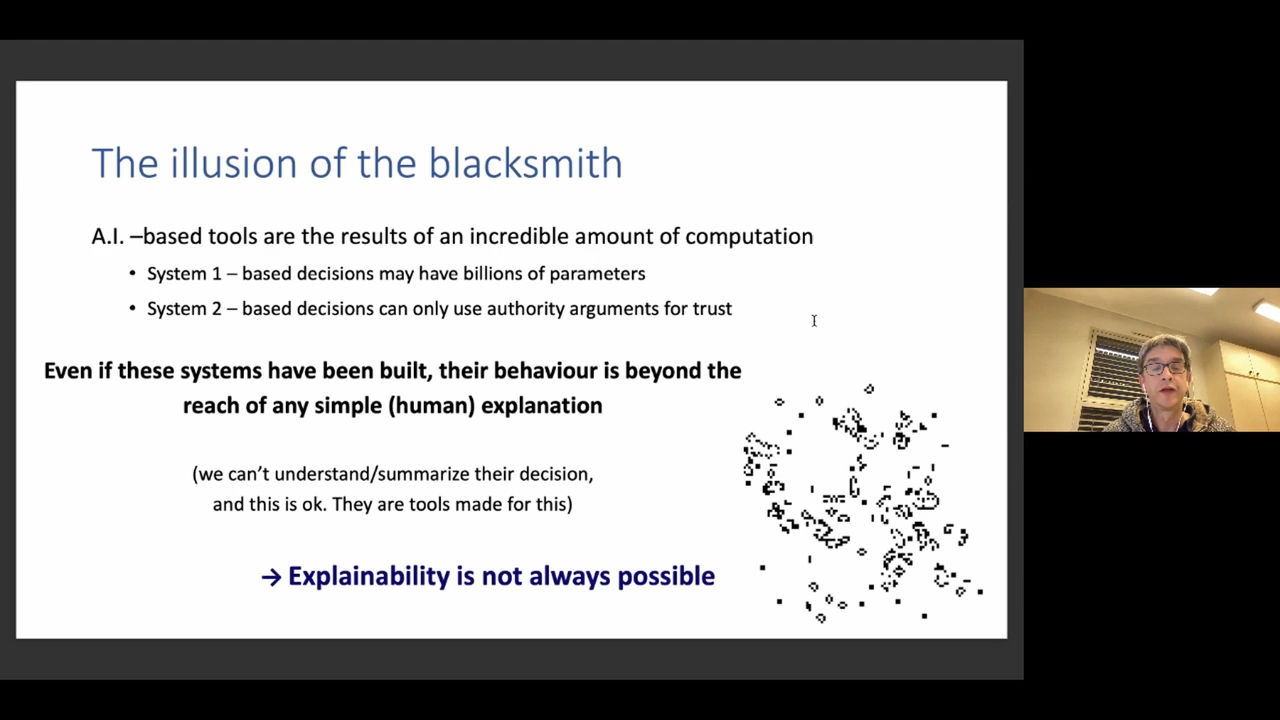 The illusion of the blacksmith
A.I. –based tools are the results of an incredible amount of computation
• System 1 – based decisions may have billions of parameters
• System 2 – based decisions can only use authority arguments for trust
Even if these systems have been built, their behaviour is beyond the
reach of any simple (human) explanation
(we can’t understand/summarize their decision,
and this is ok. They are tools made for this)
→ Explainability is not always possible